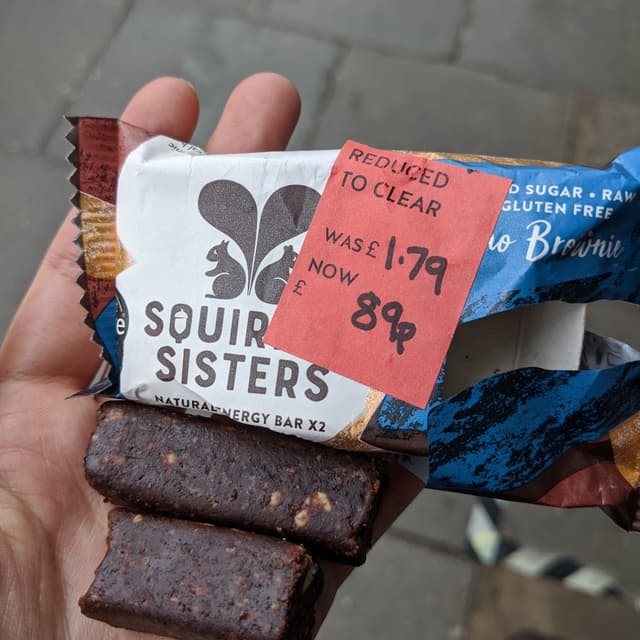 REDUCED
TO CLEAR
WAS £ 1.79
NOW
£ 89p
SUGAR • RAW
GLUTEN FREE
Brownie
SQUIR
SISTERS
NATURAL ENERGY BAR X2